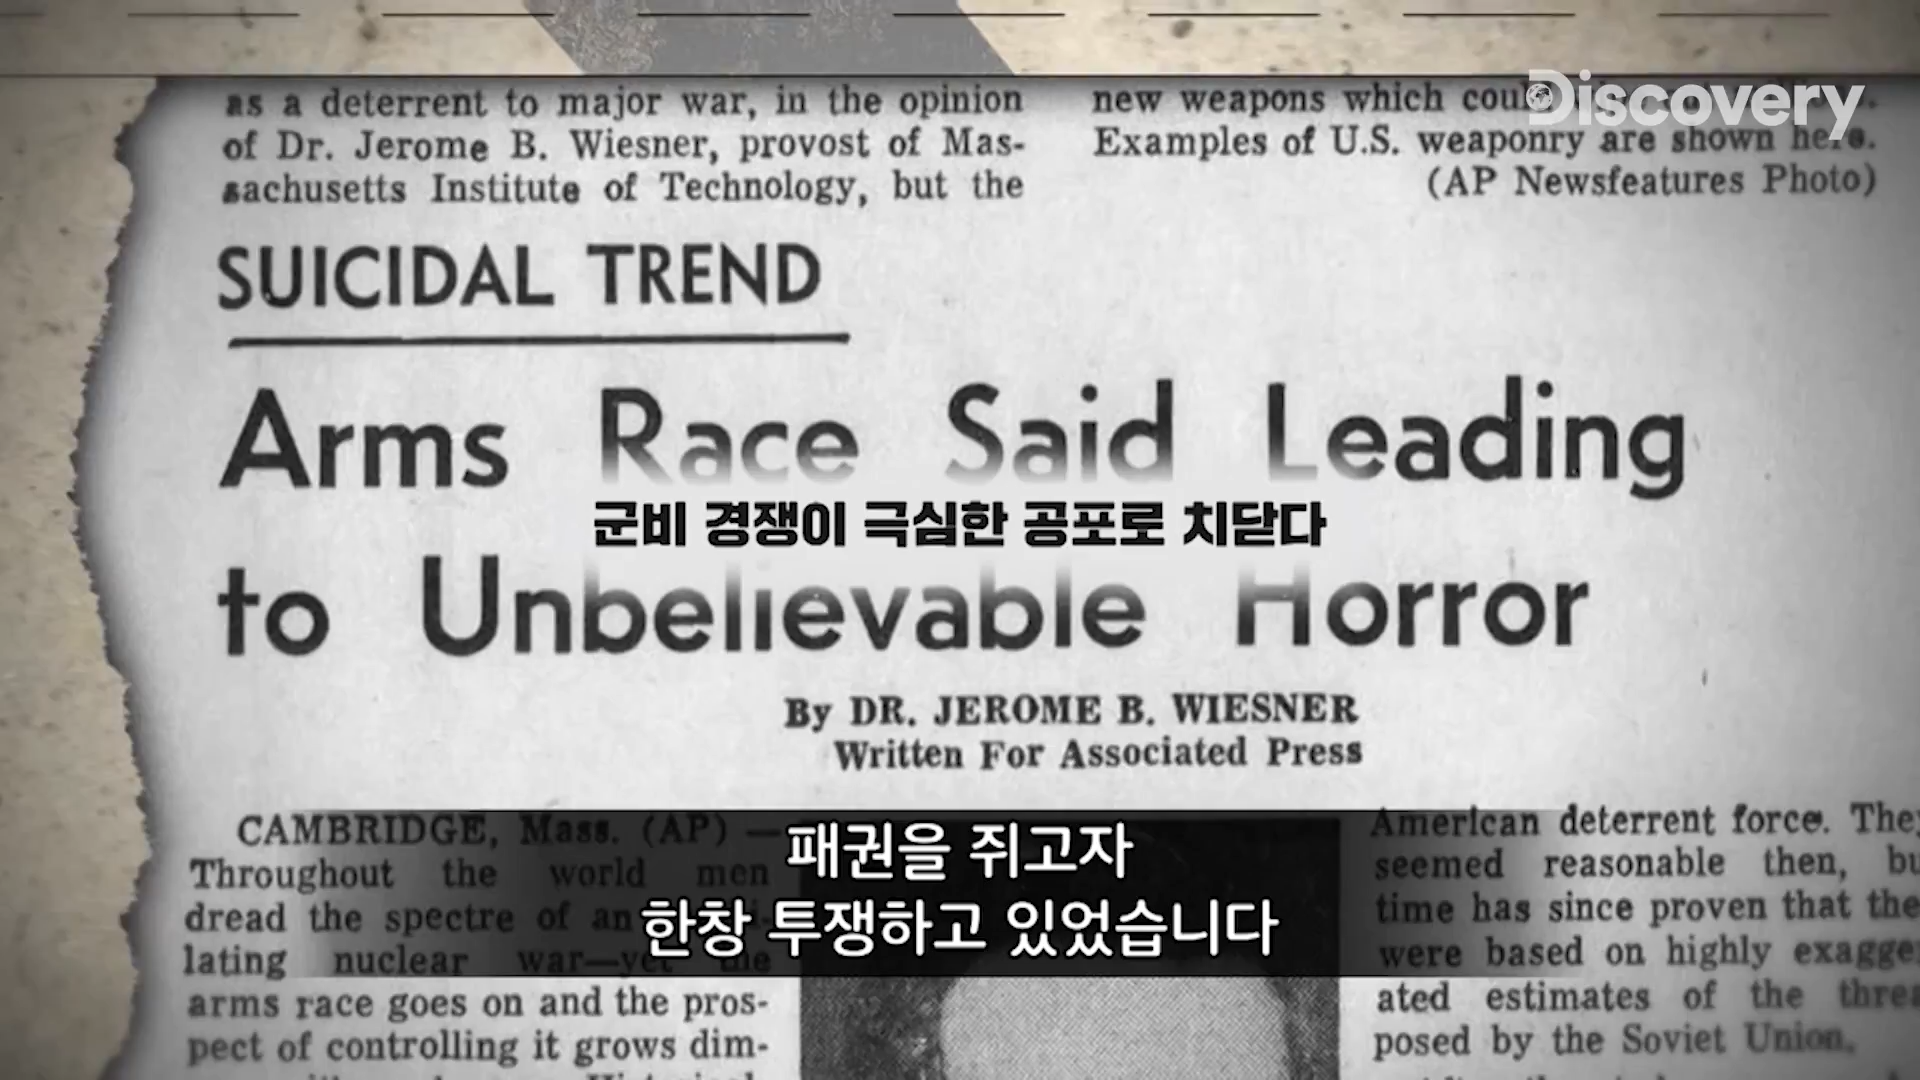 Discovery
as a deterrent to major war, in the opinion
of Dr. Jerome B. Wiesner, provost of Mas-
sachusetts Institute of Technology, but the
new weapons which
Examples of U.S. weaponry are shown here.
(AP Newsfeatures Photo)
SUICIDAL TREND
Arms Race Said Leading
군비 경쟁이 극심한 공포로 치닫다
to Unbelievable Horror
By DR. JEROME B. WIESNER
Written For Associated Press
CAMBRIDGE, Mass. (AP) —
Throughout the world men
dread the spectre of an
lating nuclear war—yet the
arms race goes on and the pros-
pect of controlling it grows dim-
American deterrent force. They
seemed reasonable then, bu
time has since proven that the
were based on highly exagger
ated estimates of the threa
posed by the Soviet Union.
패권을 쥐고자
한창 투쟁하고 있었습니다